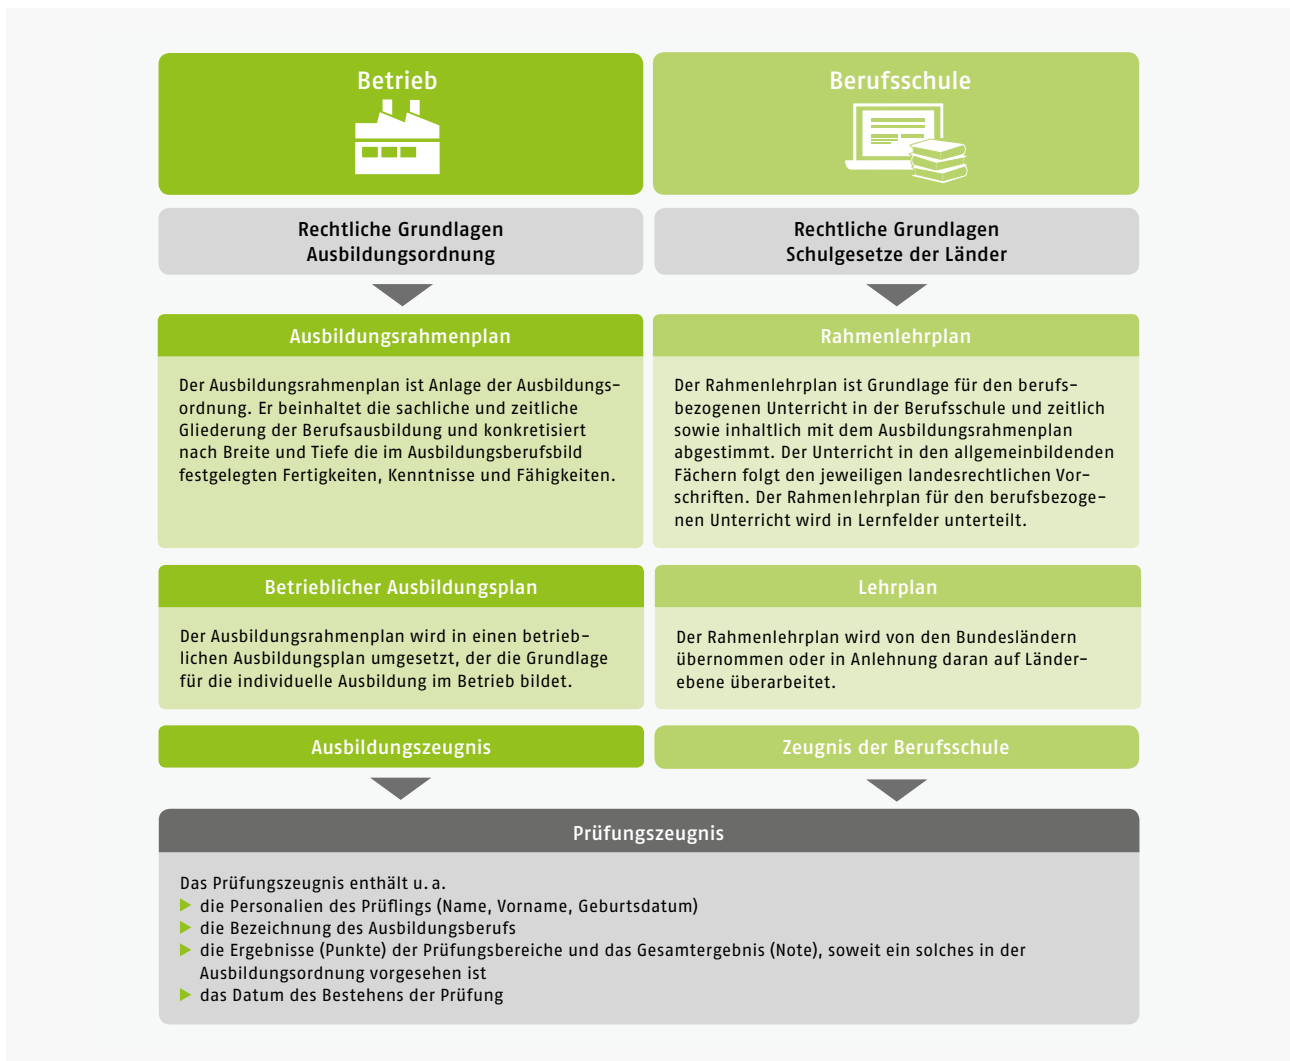 Betrieb
Berufsschule
Rechtliche Grundlagen
Ausbildungsordnung
Rechtliche Grundlagen
Schulgesetze der Länder
Ausbildungsrahmenplan
Der Ausbildungsrahmenplan ist Anlage der Ausbildungs-
ordnung. Er beinhaltet die sachliche und zeitliche
Gliederung der Berufsausbildung und konkretisiert
nach Breite und Tiefe die im Ausbildungsberufsbild
festgelegten Fertigkeiten, Kenntnisse und Fähigkeiten.
Rahmenlehrplan
Der Rahmenlehrplan ist Grundlage für den berufs-
bezogenen Unterricht in der Berufsschule und zeitlich
sowie inhaltlich mit dem Ausbildungsrahmenplan
abgestimmt. Der Unterricht in den allgemeinbildenden
Fächern folgt den jeweiligen landesrechtlichen Vor-
schriften. Der Rahmenlehrplan für den berufsbezoge-
nen Unterricht wird in Lernfelder unterteilt.
Betrieblicher Ausbildungsplan
Der Ausbildungsrahmenplan wird in einen betrieb-
lichen Ausbildungsplan umgesetzt, der die Grundlage
für die individuelle Ausbildung im Betrieb bildet.
Lehrplan
Der Rahmenlehrplan wird von den Bundesländern
übernommen oder in Anlehnung daran auf Länder-
ebene überarbeitet.
Ausbildungszeugnis
Zeugnis der Berufsschule
Prüfungszeugnis
Das Prüfungszeugnis enthält u. a.
▶ die Personalien des Prüflings (Name, Vorname, Geburtsdatum)
▶ die Bezeichnung des Ausbildungsberufs
▶ die Ergebnisse (Punkte) der Prüfungsbereiche und das Gesamtergebnis (Note), soweit ein solches in der
Ausbildungsordnung vorgesehen ist
▶ das Datum des Bestehens der Prüfung